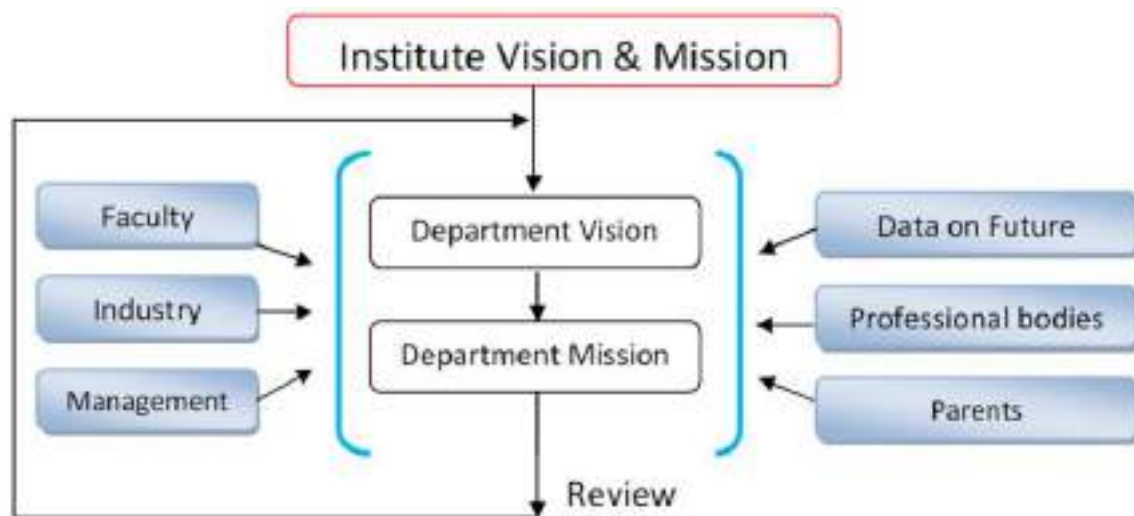 Institute Vision & Mission
Faculty
Industry
Management
Department Vision
Department Mission
Data on Future
Professional bodies
Parents
Review